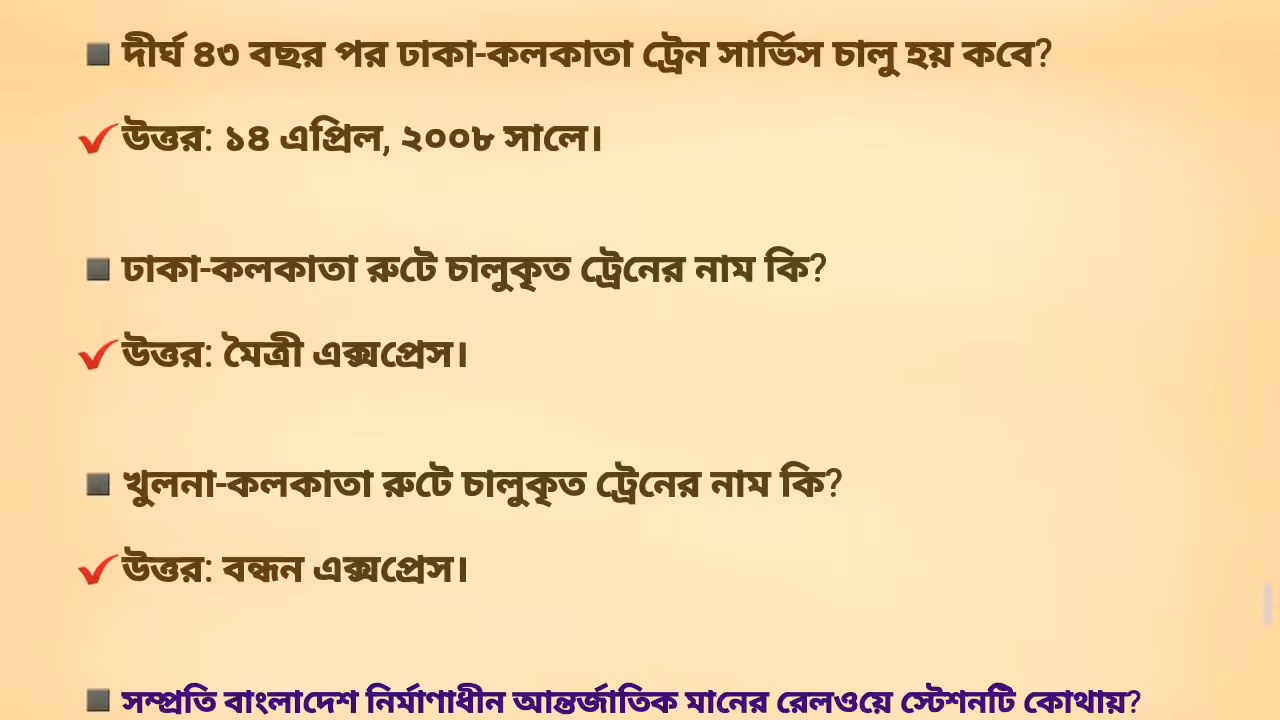 দীর্ঘ ৪৩ বছর পর ঢাকা-কলকাতা ট্রেন সার্ভিস চালু হয় কবে?
উত্তর: ১৪ এপ্রিল, ২০০৮ সালে।
ঢাকা-কলকাতা রুটে চালুকৃত ট্রেনের নাম কি?
উত্তর: মৈত্রী এক্সপ্রেস।
খুলনা-কলকাতা রুটে চালুকৃত ট্রেনের নাম কি?
উত্তর: বন্ধন এক্সপ্রেস।
সম্প্রতি বাংলাদেশ নির্মাণাধীন আন্তর্জাতিক মানের রেলওয়ে স্টেশনটি কোথায়?